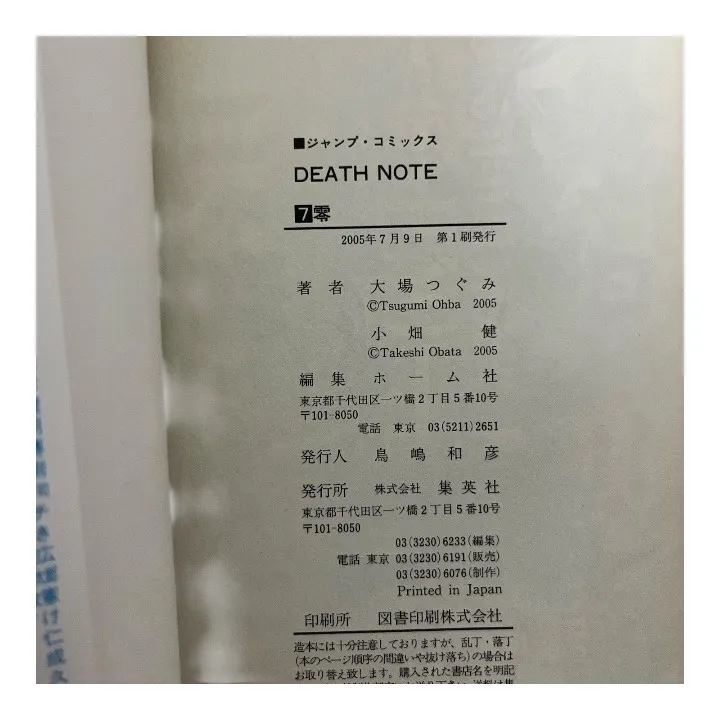 ■ジャンプ・コミックス
DEATH NOTE
7零
2005年7月9日 第1刷発行
著者 大場つぐみ
©Tsugumi Ohba 2005
小畑健
©Takeshi Obata 2005
編集 ホーム社
東京都千代田区一ツ橋2丁目5番10号
〒101-8050
電話 東京 03(5211)2651
発行人 鳥嶋和彦
発行所 株式会社 集英社
東京都千代田区一ツ橋2丁目5番10号
〒101-8050
03(3230)6233(編集)
電話 東京 03(3230)6191(販売)
03(3230)6076(制作)
Printed in Japan
印刷所 図書印刷株式会社
造本には十分注意しておりますが、乱丁・落丁
(本のページ順序の間違いや抜け落ち)の場合は
お取り替え致します。購入された書店名を明記